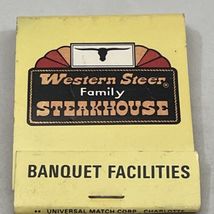 Western Steer®
Family
STEAKHOUSE
BANQUET FACILITIES
UNIVERSAL MATCH CORP., CHARLOTTE